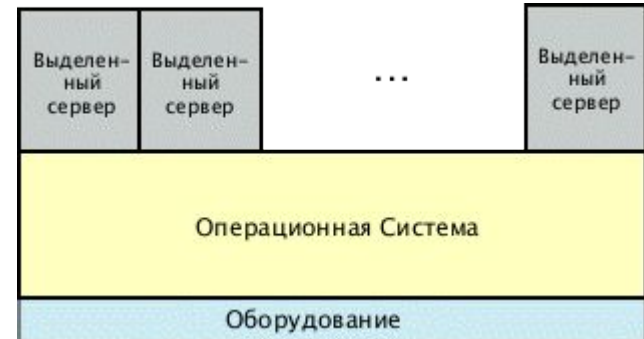 Выделен-
ный
сервер
Выделен-
ный
сервер
...
Выделен-
ный
сервер
Операционная Система
Оборудование